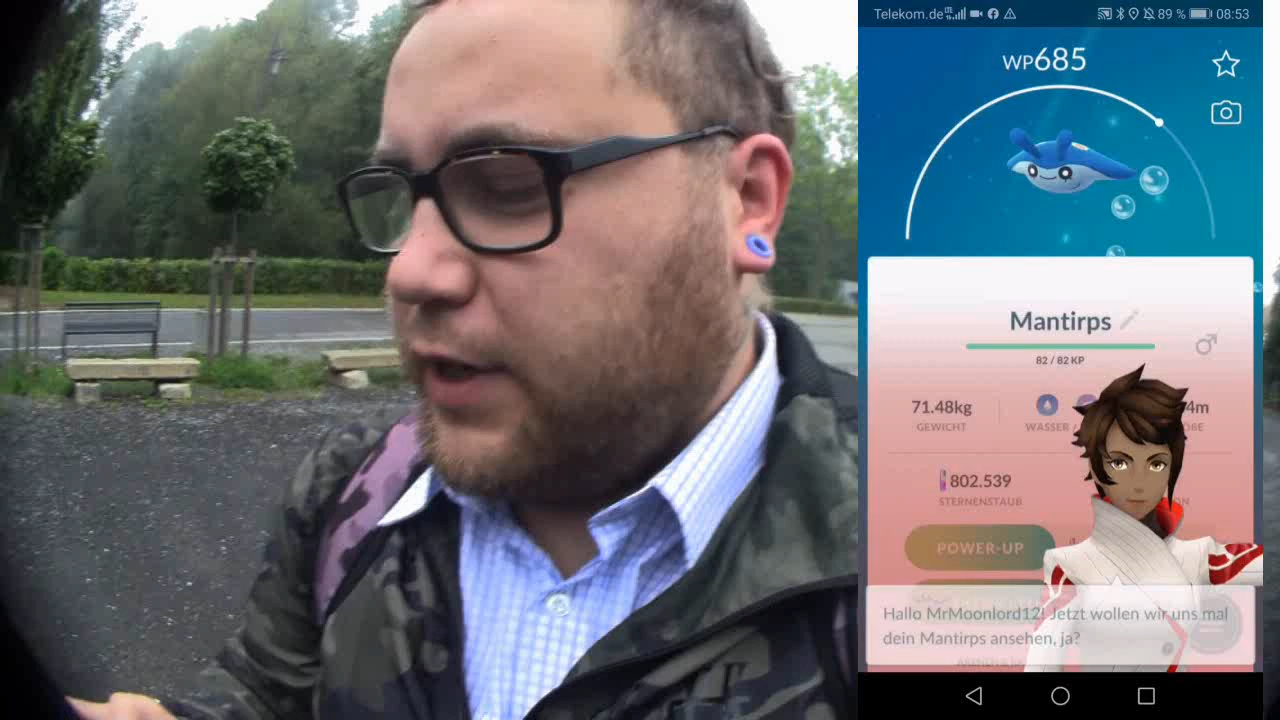 Telekom.de 89 % 08:53
WP685
Mantirps
82 / 82 KP
71.48kg
4m
GEWICHT
WASSER /
802.539
STERNENSTAUB
POWER-UP
Hallo MrMoonlord12! Jetzt wollen wir uns mal
dein Mantirps ansehen, ja?